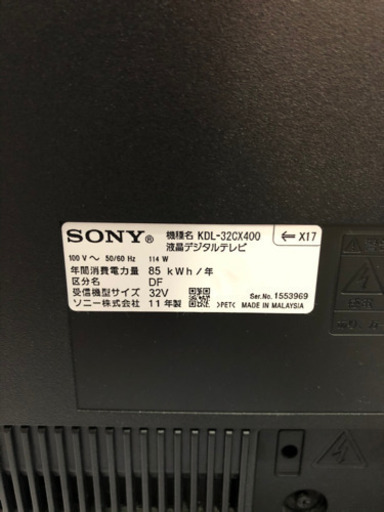 SONY®
機種名 KDL-32CX400
液晶デジタルテレビ
X17
100 V ～ 50/60 Hz 114 W
年間消費電力量 85 kWh/年
区分名 DF
受信機型サイズ 32V
ソニー株式会社 11年製
>PET< MADE IN MALAYSIA
Ser.No. 1553969